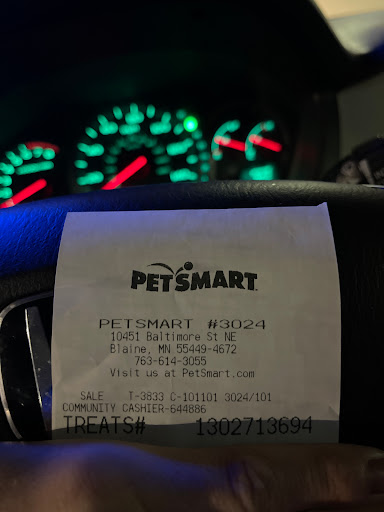 PETSMART
PETSMART #3024
10451 Baltimore St NE
Blaine, MN 55449-4672
763-614-3055
Visit us at PetSmart.com
SALE T-3833 C-101101 3024/101
COMMUNITY CASHIER-644886
TREATS# 1302713694